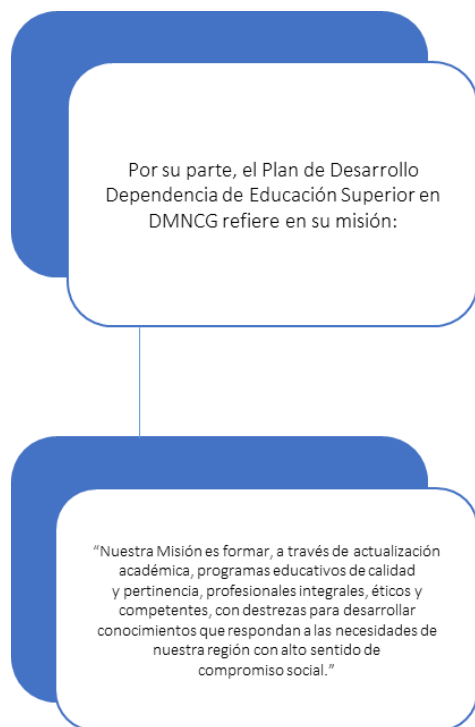 Por su parte, el Plan de Desarrollo
Dependencia de Educación Superior en
DMNCG refiere en su misión:
“Nuestra Misión es formar, a través de actualización
académica, programas educativos de calidad
y pertinencia, profesionales integrales, éticos y
competentes, con destrezas para desarrollar
conocimientos que respondan a las necesidades de
nuestra región con alto sentido de
compromiso social.”